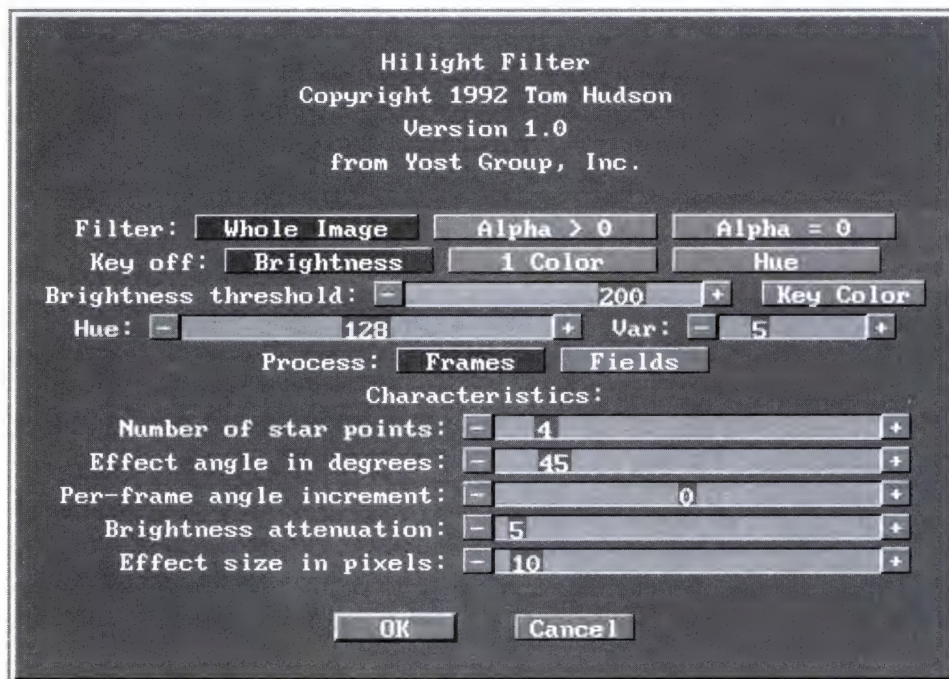 Hilight Filter
Copyright 1992 Tom Hudson
Version 1.0
from Yost Group, Inc.
Filter: Whole Image Alpha > 0 Alpha = 0
Key off: Brightness 1 Color Hue
Brightness threshold: - 200 + Key Color
Hue: - 128 + Var: - 5 +
Process: Frames Fields
Characteristics:
Number of star points: - 4 +
Effect angle in degrees: - 45 +
Per-frame angle increment: - 0 +
Brightness attenuation: - 5 +
Effect size in pixels: - 10 +
OK Cancel